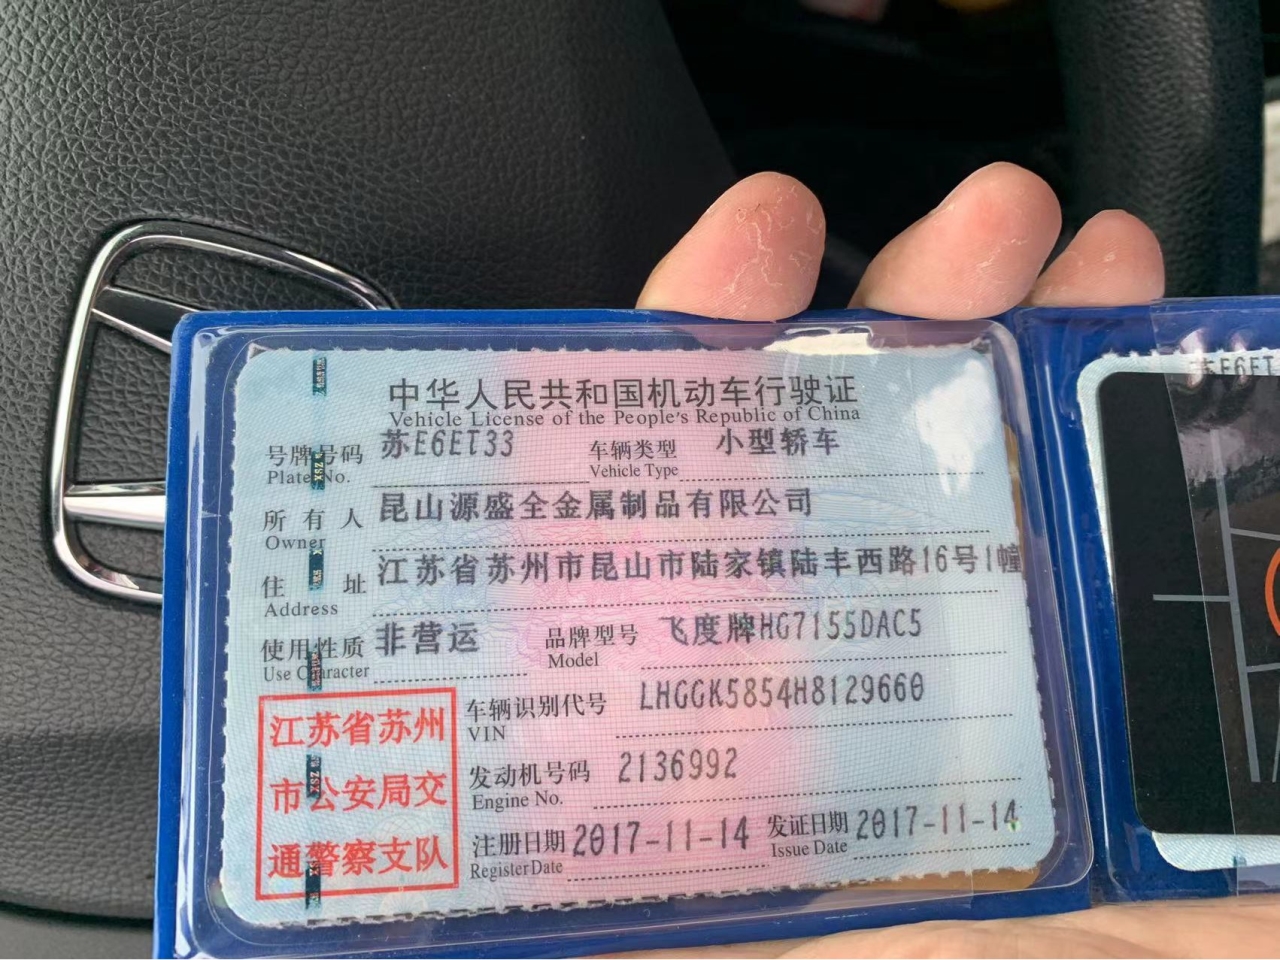 中华人民共和国机动车行驶证
Vehicle License of the People's Republic of China
号牌号码 苏E6ET33 车辆类型 小型轿车
Plate No. Vehicle Type
所有人 昆山源盛全金属制品有限公司
Owner
住址 江苏省苏州市昆山市陆家镇陆丰西路16号1幢
Address
使用性质 非营运 品牌型号 飞度牌HG7155DAC5
Use Character Model
车辆识别代号 LHGGK5854H8129660
VIN
发动机号码 2136992
Engine No.
注册日期 2017-11-14 发证日期 2017-11-14
Register Date Issue Date
江苏省苏州
市公安局交
通警察支队
XSZ
XSZ
苏E6ET